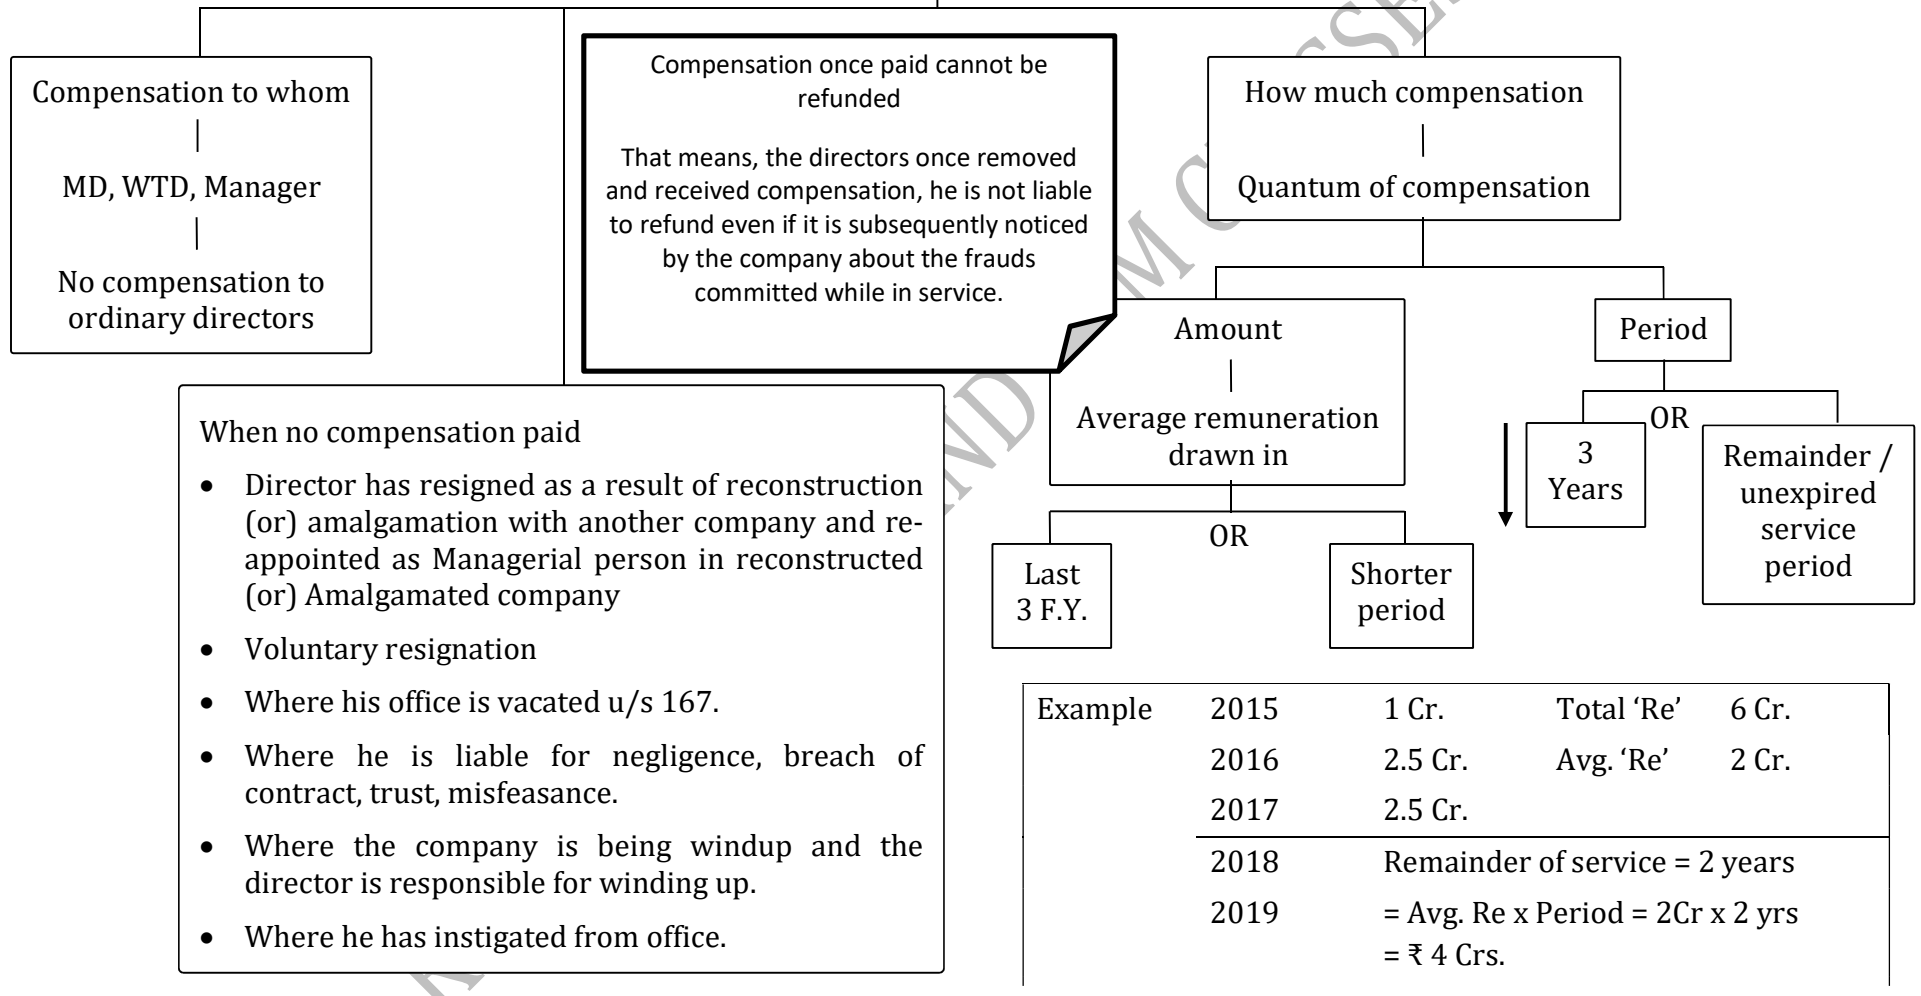 Compensation to whom
MD, WTD, Manager
No compensation to
ordinary directors
Compensation once paid cannot be
refunded
That means, the directors once removed
and received compensation, he is not liable
to refund even if it is subsequently noticed
by the company about the frauds
committed while in service.
How much compensation
Quantum of compensation
Amount
Average remuneration
drawn in
OR
Last
3 F.Y.
Shorter
period
Period
OR
3
Years
Remainder /
unexpired
service
period
When no compensation paid
• Director has resigned as a result of reconstruction
(or) amalgamation with another company and re-
appointed as Managerial person in reconstructed
(or) Amalgamated company
• Voluntary resignation
• Where his office is vacated u/s 167.
• Where he is liable for negligence, breach of
contract, trust, misfeasance.
• Where the company is being windup and the
director is responsible for winding up.
• Where he has instigated from office.
Example 2015 1 Cr. Total ‘Re’ 6 Cr.
2016 2.5 Cr. Avg. ‘Re’ 2 Cr.
2017 2.5 Cr.
2018 Remainder of service = 2 years
2019 = Avg. Re x Period = 2Cr x 2 yrs
= ₹ 4 Crs.